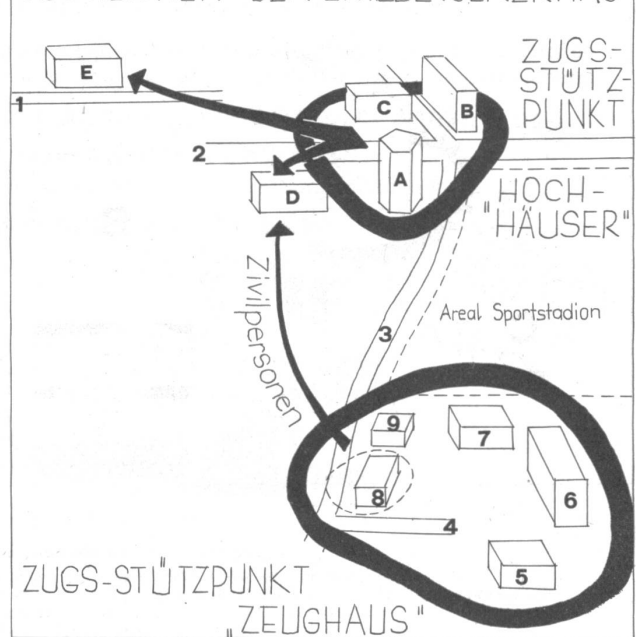 E
ZUGS-
STÜTZ-
PUNKT
C
B
1
2
A
D
HOCH-
"HÄUSER"
Zivilpersonen
3
Areal Sportstadion
9
7
8
6
4
5
ZUGS-STÜTZPUNKT
"ZEUGHAUS"